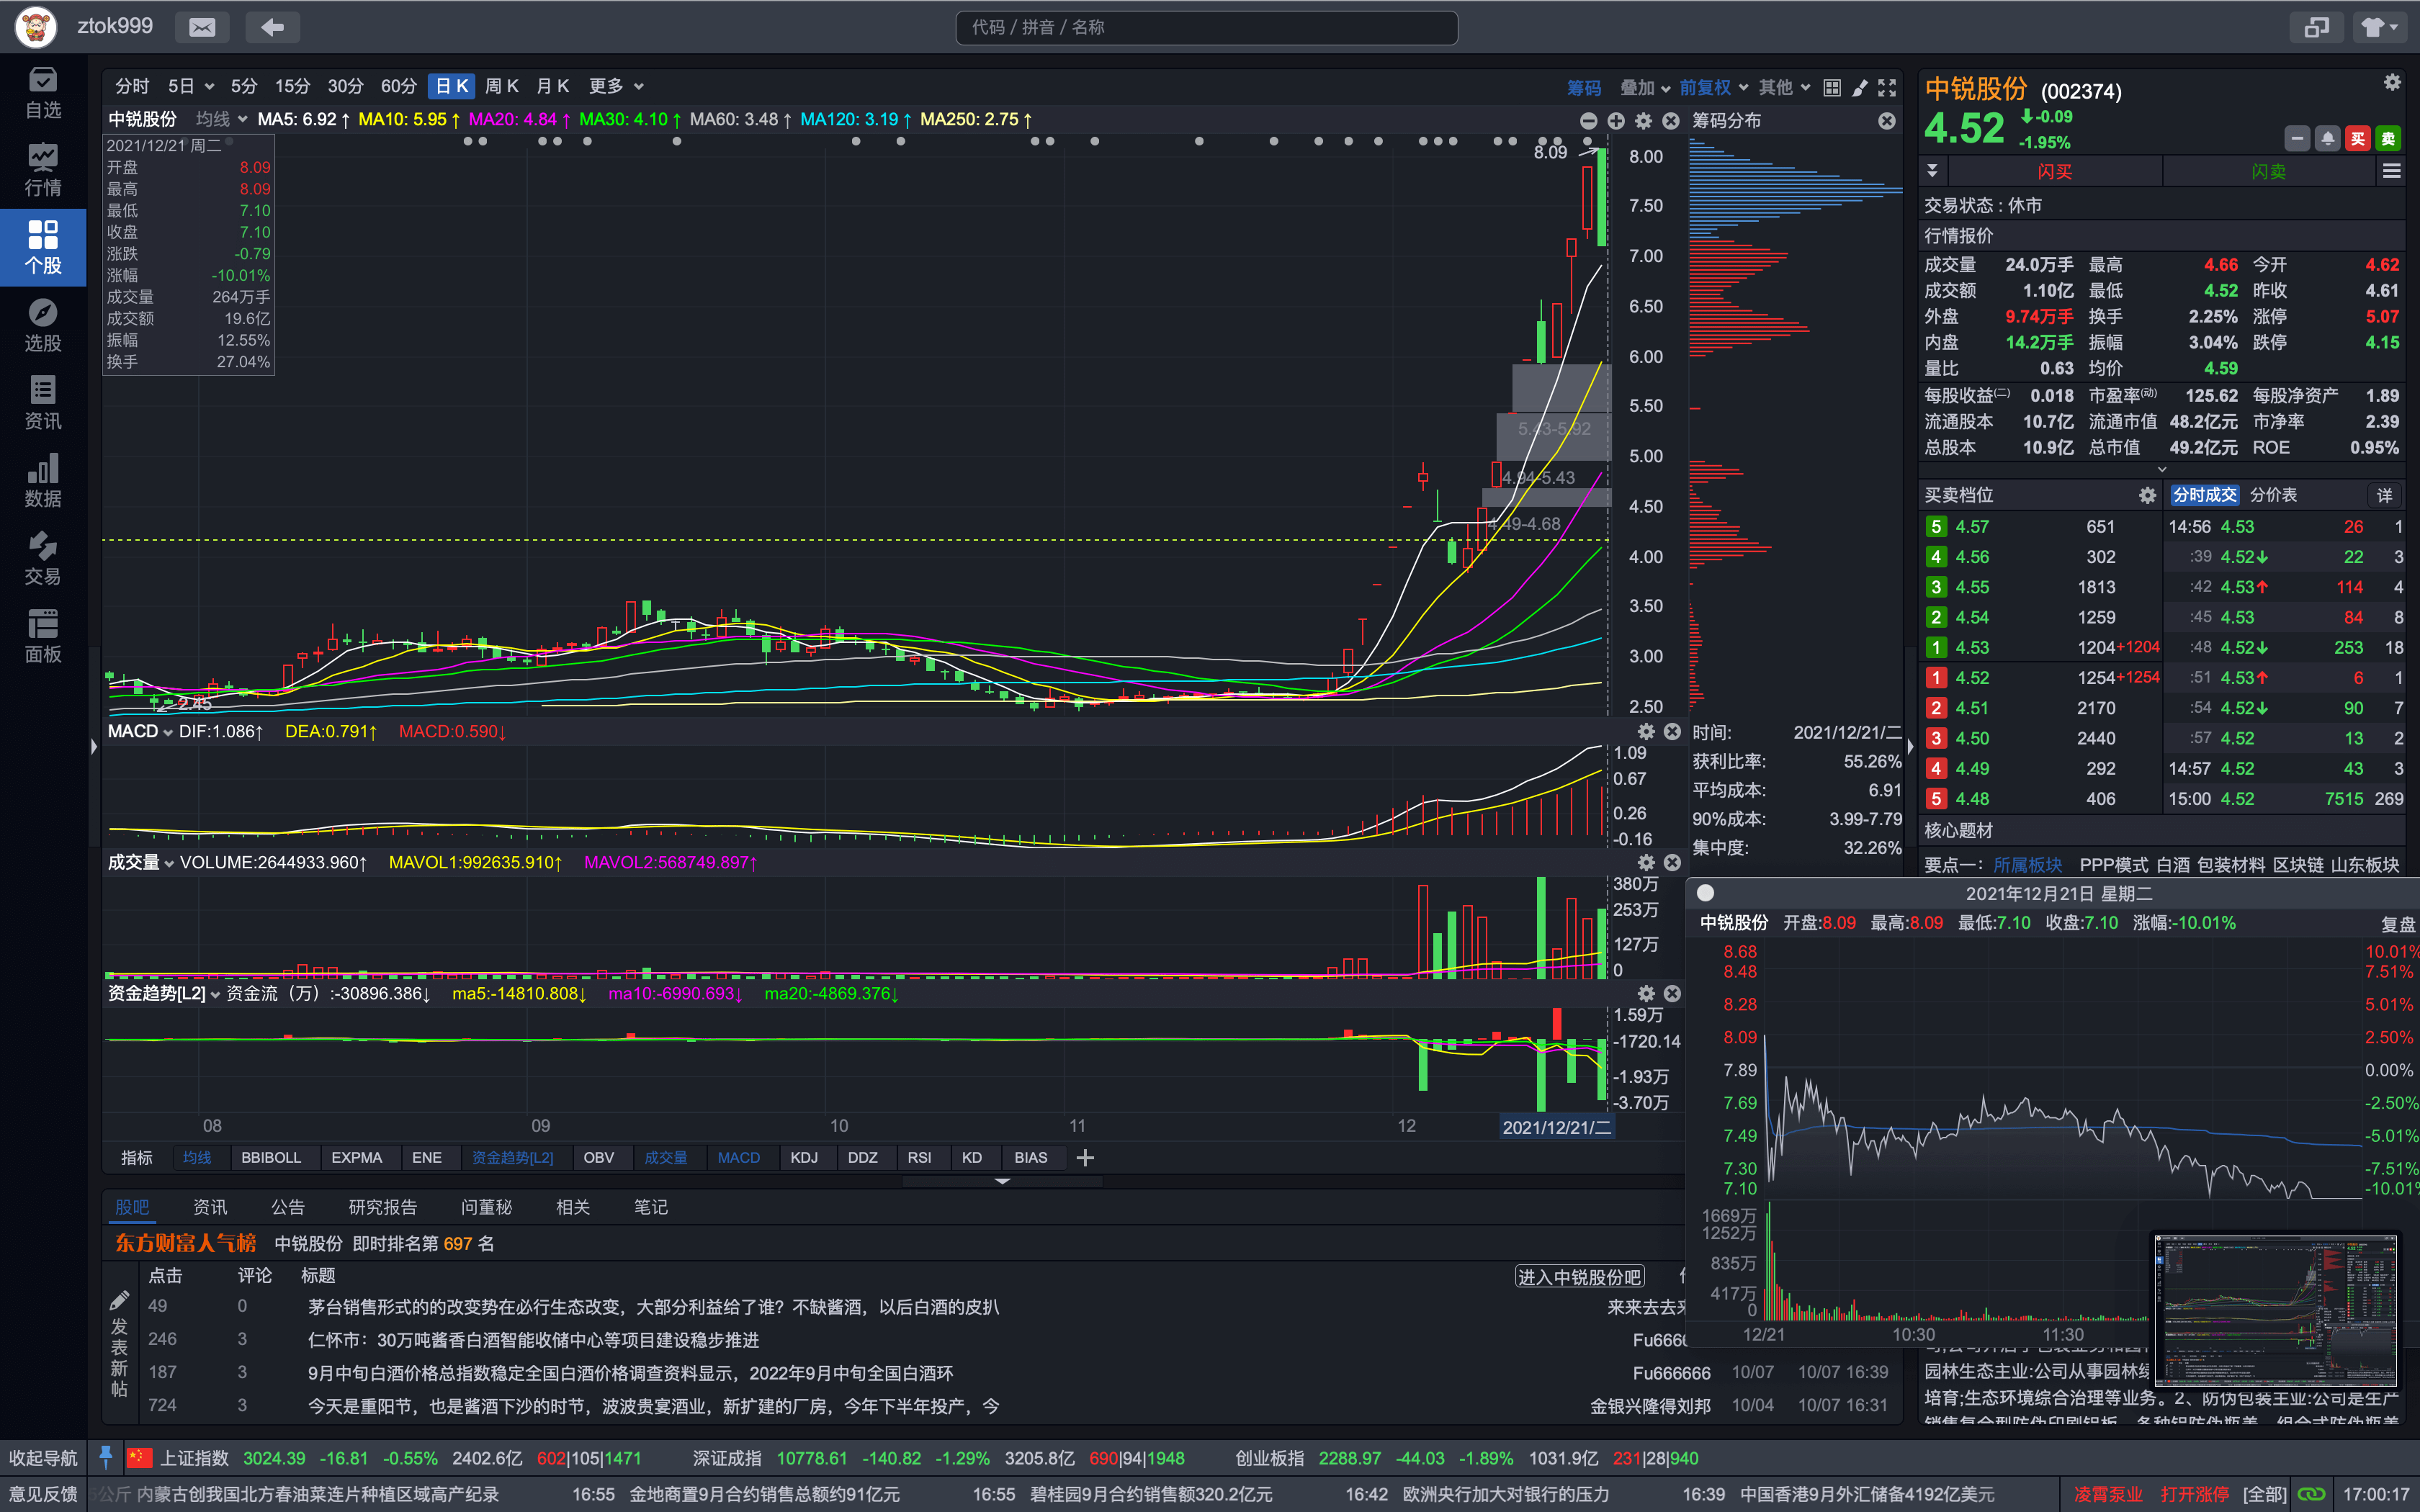 ztok999
代码 / 拼音 / 名称
自选
行情
个股
选股
资讯
数据
交易
面板
分时 5日 5分 15分 30分 60分 日K 周K 月K 更多
筹码 叠加 前复权 其他
中锐股份 均线 MA5: 6.92↑ MA10: 5.95↑ MA20: 4.84↑ MA30: 4.10↑ MA60: 3.48↑ MA120: 3.19↑ MA250: 2.75↑
2021/12/21 周二
开盘 8.09
最高 8.09
最低 7.10
收盘 7.10
涨跌 -0.79
涨幅 -10.01%
成交量 264万手
成交额 19.6亿
振幅 12.55%
换手 27.04%
8.09
8.00
7.50
7.00
6.50
6.00
5.50
5.00
4.50
4.00
3.50
3.00
2.50
5.43-5.92
4.94-5.43
4.49-4.68
2.45
筹码分布
MACD DIF:1.086↑ DEA:0.791↑ MACD:0.590↓
1.09
0.67
0.26
-0.16
成交量 VOLUME:2644933.960↑ MAVOL1:992635.910↑ MAVOL2:568749.897↑
380万
253万
127万
0
资金趋势[L2] 资金流（万）:-30896.386↓ ma5:-14810.808↓ ma10:-6990.693↓ ma20:-4869.376↓
1.59万
-1720.14
-1.93万
-3.70万
08 09 10 11 12 2021/12/21/二
指标 均线 BBIBOLL EXPMA ENE 资金趋势[L2] OBV 成交量 MACD KDJ DDZ RSI KD BIAS
时间: 2021/12/21/二
获利比率: 55.26%
平均成本: 6.91
90%成本: 3.99-7.79
集中度: 32.26%
股吧 资讯 公告 研究报告 问董秘 相关 笔记
东方财富人气榜 中锐股份 即时排名第 697 名
点击 评论 标题 进入中锐股份吧
发表新帖
49 0 茅台销售形式的的改变势在必行生态改变，大部分利益给了谁？不缺酱酒，以后白酒的皮扒 来来去去来
246 3 仁怀市：30万吨酱香白酒智能收储中心等项目建设稳步推进 Fu6666
187 3 9月中旬白酒价格总指数稳定全国白酒价格调查资料显示，2022年9月中旬全国白酒环 Fu666666 10/07 10/07 16:39
724 3 今天是重阳节，也是酱酒下沙的时节，波波贵宴酒业，新扩建的厂房，今年下半年投产，今 金银兴隆得刘邦 10/04 10/07 16:31
中锐股份 (002374)
4.52 -0.09
-1.95%
买 卖
闪买 闪卖
交易状态 : 休市
行情报价
成交量 24.0万手 最高 4.66 今开 4.62
成交额 1.10亿 最低 4.52 昨收 4.61
外盘 9.74万手 换手 2.25% 涨停 5.07
内盘 14.2万手 振幅 3.04% 跌停 4.15
量比 0.63 均价 4.59
每股收益(二) 0.018 市盈率(动) 125.62 每股净资产 1.89
流通股本 10.7亿 流通市值 48.2亿元 市净率 2.39
总股本 10.9亿 总市值 49.2亿元 ROE 0.95%
买卖档位 分时成交 分价表 详
5 4.57 651 14:56 4.53 26 1
4 4.56 302 :39 4.52↓ 22 3
3 4.55 1813 :42 4.53↑ 114 4
2 4.54 1259 :45 4.53 84 8
1 4.53 1204+1204 :48 4.52↓ 253 18
1 4.52 1254+1254 :51 4.53↑ 6 1
2 4.51 2170 :54 4.52↓ 90 7
3 4.50 2440 :57 4.52 13 2
4 4.49 292 14:57 4.52 43 3
5 4.48 406 15:00 4.52 7515 269
核心题材
要点一： 所属板块 PPP模式 白酒 包装材料 区块链 山东板块
2021年12月21日 星期二
中锐股份 开盘:8.09 最高:8.09 最低:7.10 收盘:7.10 涨幅:-10.01% 复盘
8.68 10.01%
8.48 7.51%
8.28 5.01%
8.09 2.50%
7.89 0.00%
7.69 -2.50%
7.49 -5.01%
7.30 -7.51%
7.10 -10.01%
1669万
1252万
835万
417万
0
12/21 10:30 11:30
园林生态主业:公司从事园林绿
培育;生态环境综合治理等业务。2、防伪包装主业:公司是生产
收起导航 上证指数 3024.39 -16.81 -0.55% 2402.6亿 602|105|1471 深证成指 10778.61 -140.82 -1.29% 3205.8亿 690|94|1948 创业板指 2288.97 -44.03 -1.89% 1031.9亿 231|28|940
意见反馈 公斤 内蒙古创我国北方春油菜连片种植区域高产纪录 16:55 金地商置9月合约销售总额约91亿元 16:55 碧桂园9月合约销售额320.2亿元 16:42 欧洲央行加大对银行的压力 16:39 中国香港9月外汇储备4192亿美元 凌霄泵业 打开涨停 [全部] 17:00:17